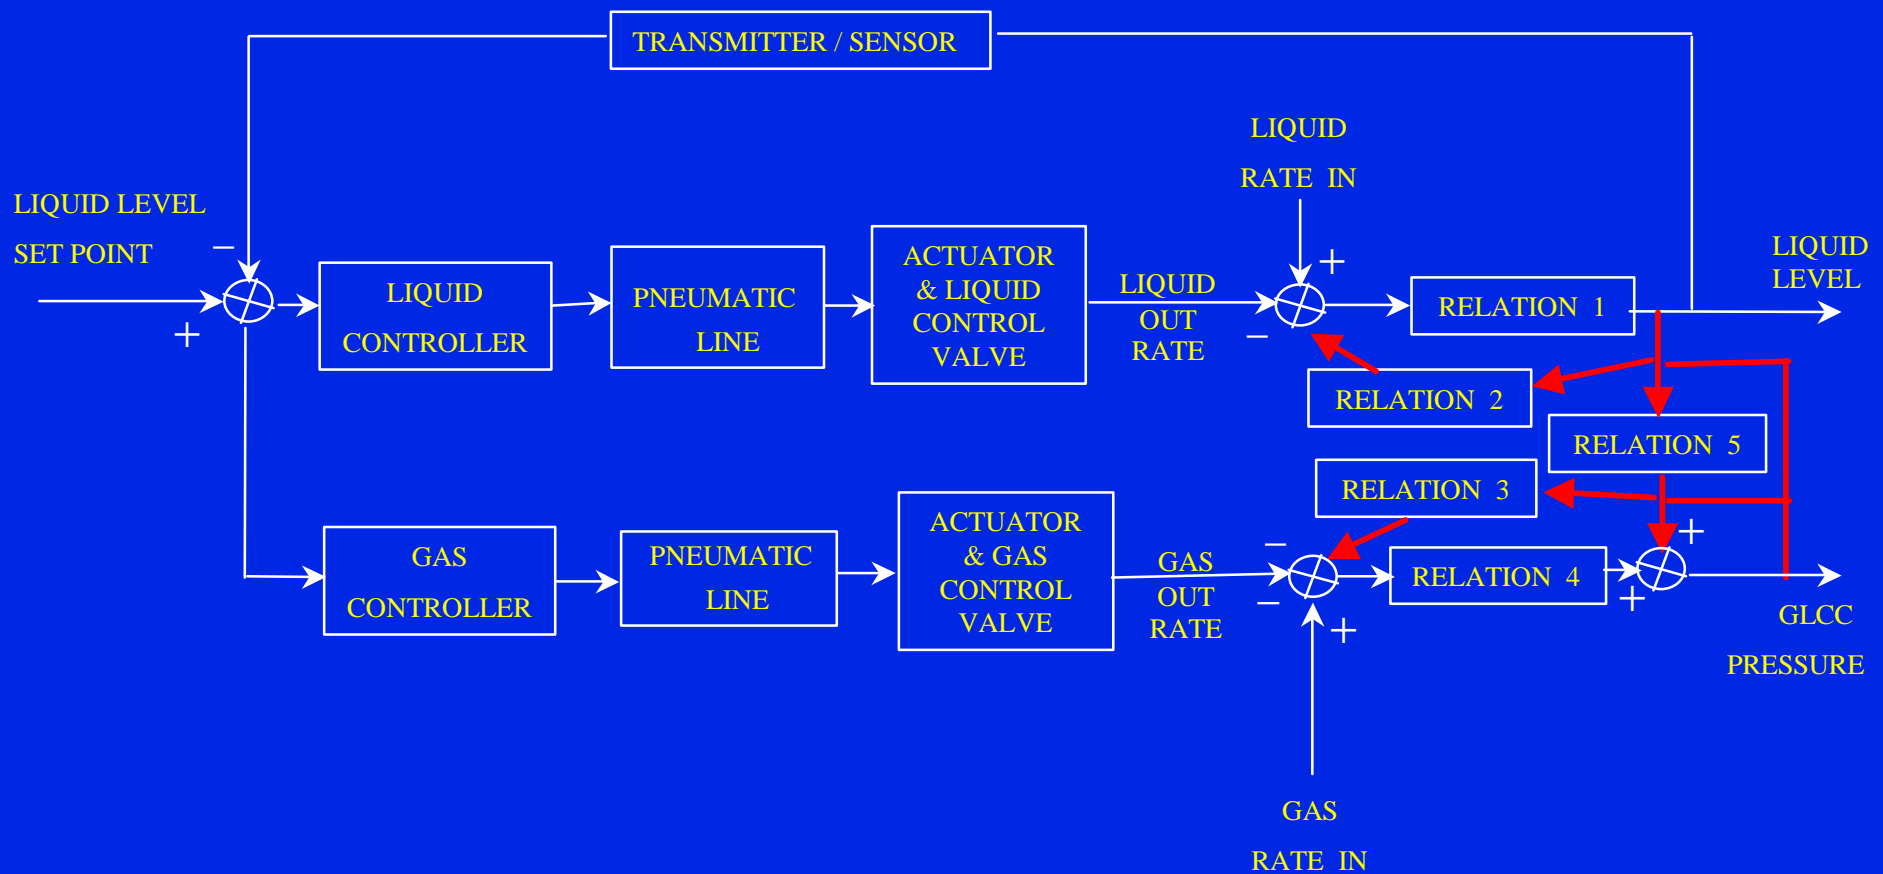 TRANSMITTER / SENSOR
LIQUID
RATE IN
LIQUID LEVEL
SET POINT
−
+
LIQUID
CONTROLLER
PNEUMATIC
LINE
ACTUATOR
& LIQUID
CONTROL
VALVE
LIQUID
OUT
RATE
+
−
RELATION 1
LIQUID
LEVEL
RELATION 2
RELATION 5
RELATION 3
GAS
CONTROLLER
PNEUMATIC
LINE
ACTUATOR
& GAS
CONTROL
VALVE
GAS
OUT
RATE
−
−
+
RELATION 4
+
+
GLCC
PRESSURE
GAS
RATE IN